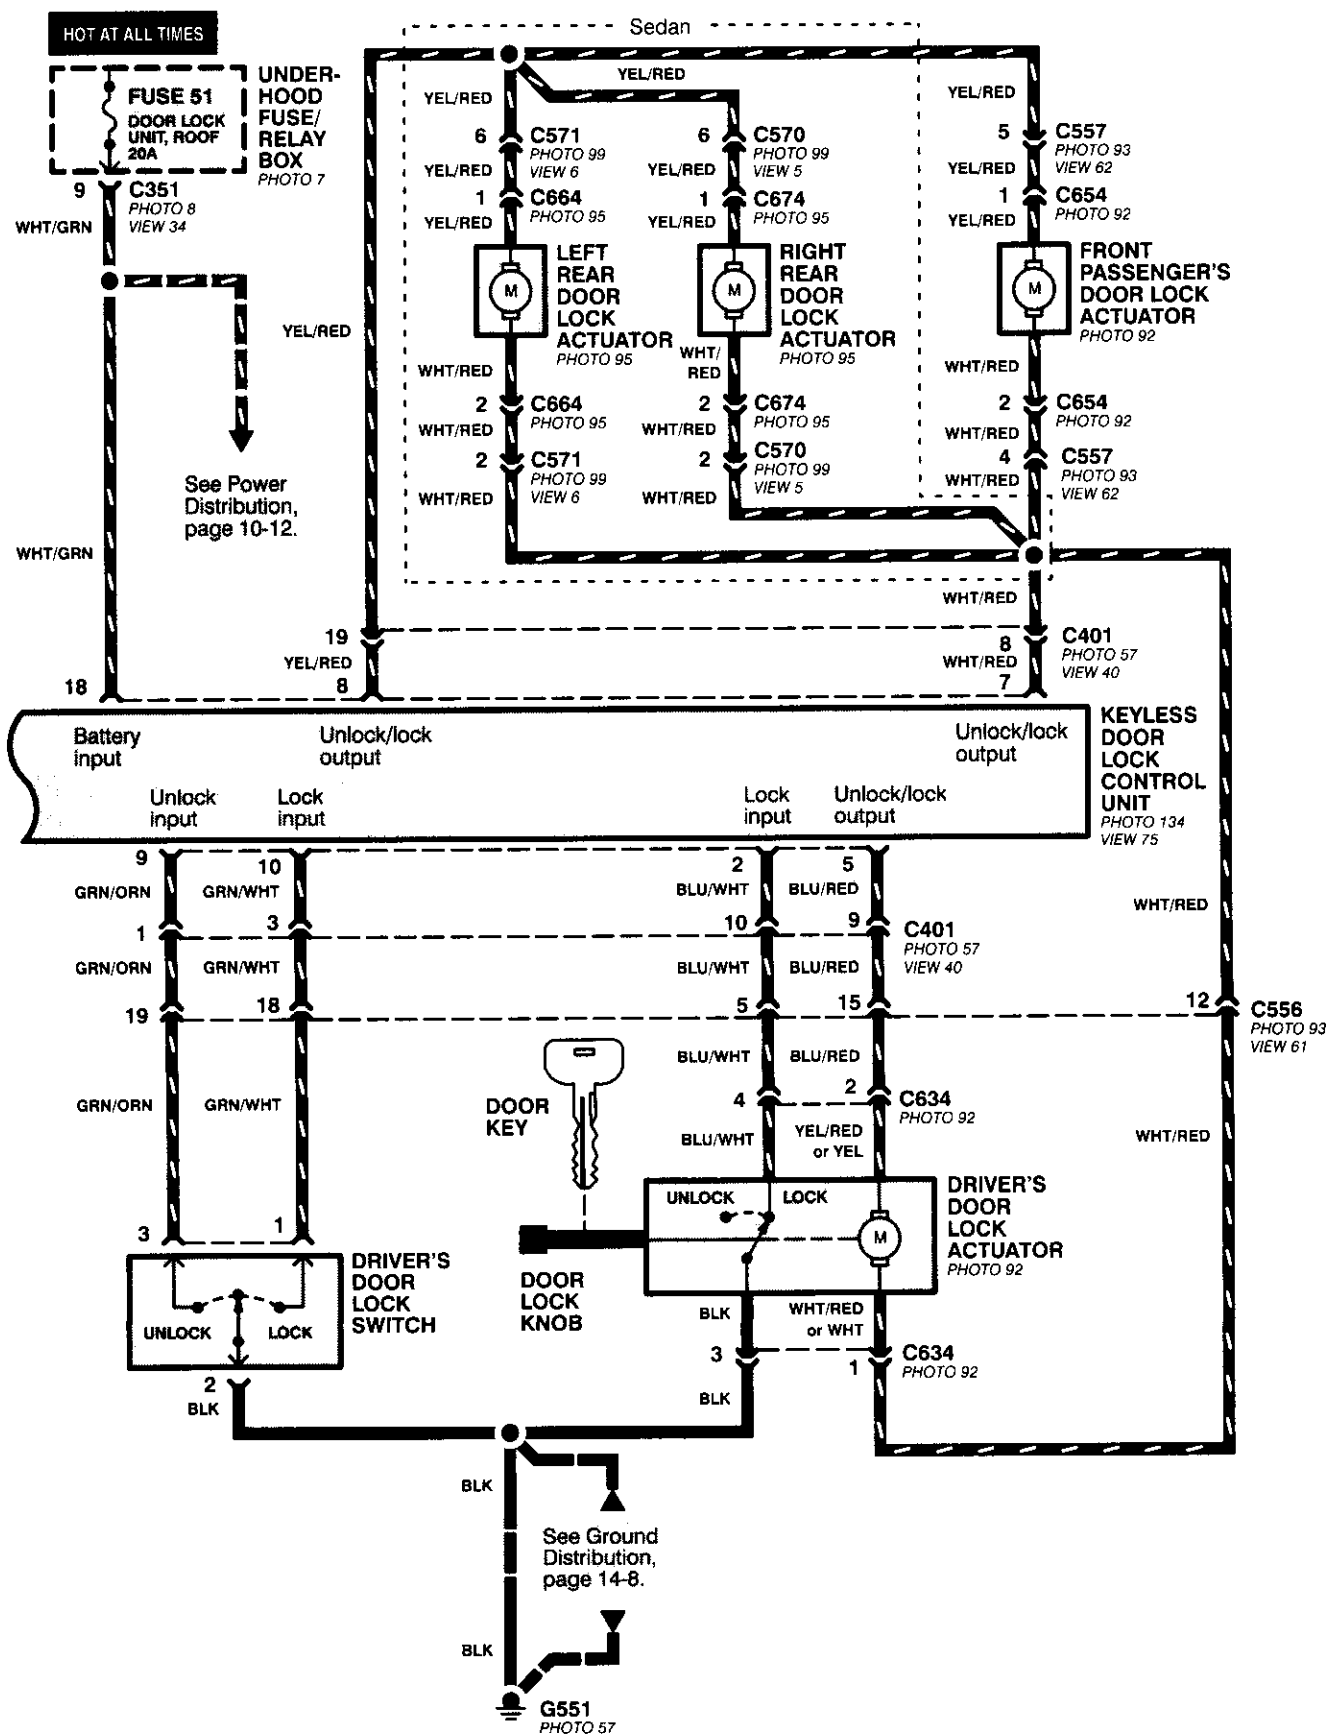 HOT AT ALL TIMES
FUSE 51
DOOR LOCK
UNIT, ROOF
20A
UNDER-
HOOD
FUSE/
RELAY
BOX
PHOTO 7
9
C351
PHOTO 8
VIEW 34
WHT/GRN
See Power
Distribution,
page 10-12.
WHT/GRN
18
Sedan
YEL/RED
YEL/RED
YEL/RED
YEL/RED
6
C571
PHOTO 99
VIEW 6
YEL/RED
1
C664
PHOTO 95
YEL/RED
LEFT
REAR
DOOR
LOCK
ACTUATOR
PHOTO 95
M
WHT/RED
2
C664
PHOTO 95
WHT/RED
2
C571
PHOTO 99
VIEW 6
WHT/RED
6
C570
PHOTO 99
VIEW 5
YEL/RED
1
C674
PHOTO 95
YEL/RED
RIGHT
REAR
DOOR
LOCK
ACTUATOR
PHOTO 95
M
WHT/
RED
2
C674
PHOTO 95
WHT/RED
2
C570
PHOTO 99
VIEW 5
WHT/RED
5
C557
PHOTO 93
VIEW 62
YEL/RED
1
C654
PHOTO 92
YEL/RED
FRONT
PASSENGER'S
DOOR LOCK
ACTUATOR
PHOTO 92
M
WHT/RED
2
C654
PHOTO 92
WHT/RED
4
C557
PHOTO 93
VIEW 62
WHT/RED
WHT/RED
19
8
C401
PHOTO 57
VIEW 40
YEL/RED
WHT/RED
8
7
Battery
input
Unlock/lock
output
Unlock/lock
output
Unlock
input
Lock
input
Lock
input
Unlock/lock
output
KEYLESS
DOOR
LOCK
CONTROL
UNIT
PHOTO 134
VIEW 75
9
10
2
5
GRN/ORN
GRN/WHT
BLU/WHT
BLU/RED
WHT/RED
1
3
10
9
C401
PHOTO 57
VIEW 40
GRN/ORN
GRN/WHT
BLU/WHT
BLU/RED
19
18
5
15
12
C556
PHOTO 93
VIEW 61
BLU/WHT
BLU/RED
GRN/ORN
GRN/WHT
DOOR
KEY
4
2
C634
PHOTO 92
BLU/WHT
YEL/RED
or YEL
WHT/RED
UNLOCK
LOCK
M
DRIVER'S
DOOR
LOCK
ACTUATOR
PHOTO 92
DOOR
LOCK
KNOB
3
1
UNLOCK
LOCK
DRIVER'S
DOOR
LOCK
SWITCH
BLK
WHT/RED
or WHT
3
1
C634
PHOTO 92
2
BLK
BLK
BLK
See Ground
Distribution,
page 14-8.
BLK
G551
PHOTO 57